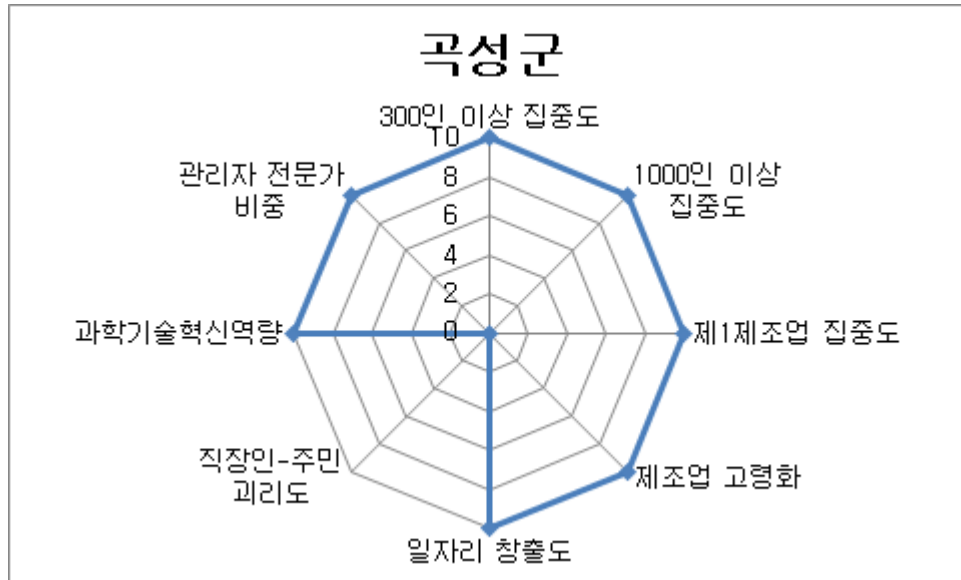 곡성군
300인 이상 집중도
10
8
6
4
2
0
1000인 이상
집중도
제1제조업 집중도
제조업 고령화
일자리 창출도
직장인-주민
괴리도
과학기술혁신역량
관리자 전문가
비중